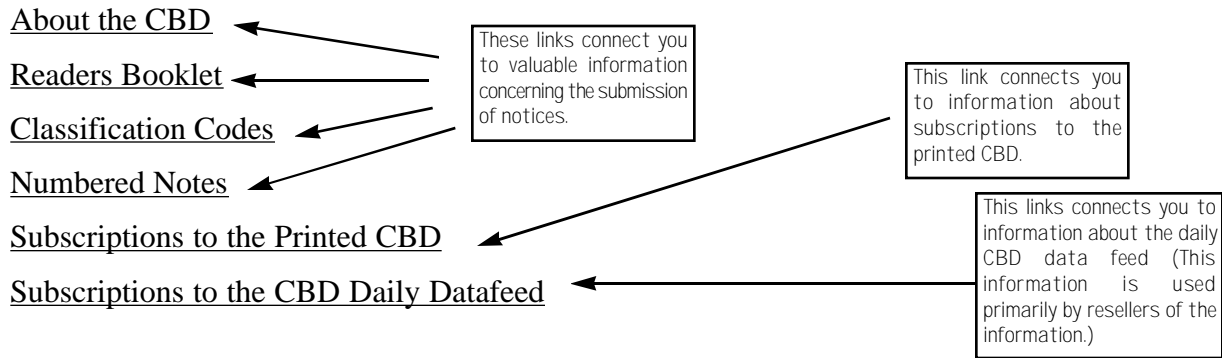 About the CBD
Readers Booklet
Classification Codes
Numbered Notes
Subscriptions to the Printed CBD
Subscriptions to the CBD Daily Datafeed
These links connect you
to valuable information
concerning the submission
of notices.
This link connects you
to information about
subscriptions to the
printed CBD.
This links connects you to
information about the daily
CBD data feed (This
information is used
primarily by resellers of the
information.)